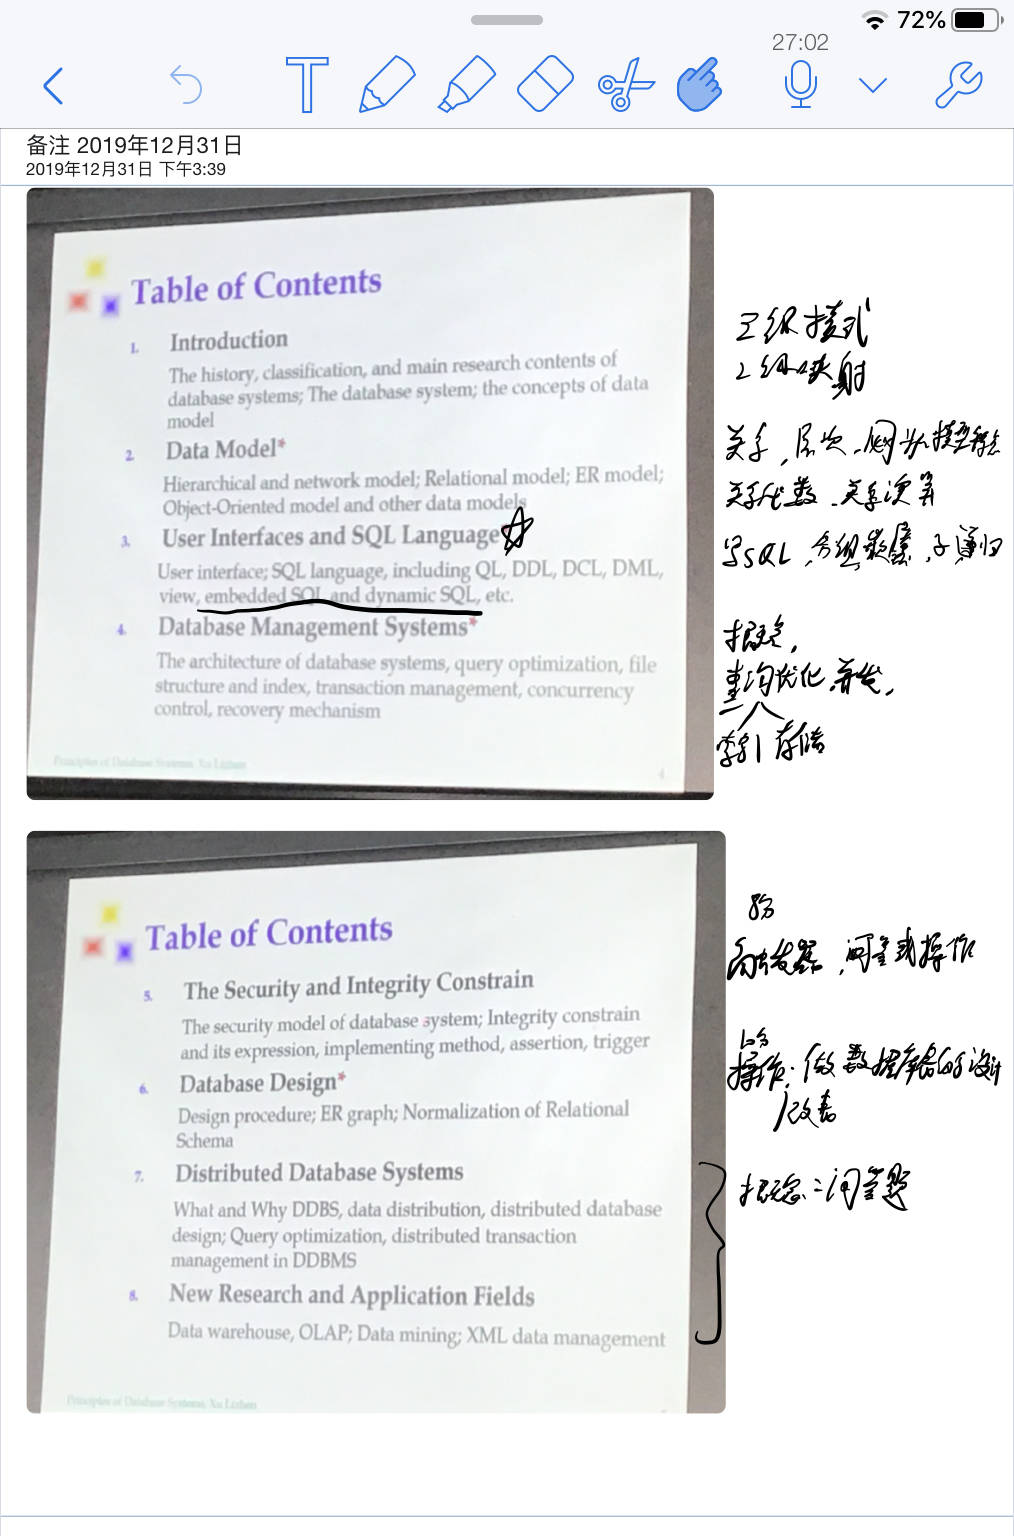 72%
27:02
备注 2019年12月31日
2019年12月31日 下午3:39
Table of Contents
1. Introduction
The history, classification, and main research contents of
database systems; The database system; the concepts of data
model
2. Data Model*
Hierarchical and network model; Relational model; ER model;
Object-Oriented model and other data models
3. User Interfaces and SQL Language
User interface; SQL language, including QL, DDL, DCL, DML,
view, embedded SQL and dynamic SQL, etc.
4. Database Management Systems*
The architecture of database systems, query optimization, file
structure and index, transaction management, concurrency
control, recovery mechanism
Principles of Database Systems, Xu Lizhen
4
三级模式
2级映射
关系, 层次、网状模型特点
关系代数、关系演算
写SQL, 分组, 嵌套, 子递归
概念,
查询优化, 并发,
索引 存储
Table of Contents
5. The Security and Integrity Constrain
The security model of database system; Integrity constrain
and its expression, implementing method, assertion, trigger
6. Database Design*
Design procedure; ER graph; Normalization of Relational
Schema
7. Distributed Database Systems
What and Why DDBS, data distribution, distributed database
design; Query optimization, distributed transaction
management in DDBMS
8. New Research and Application Fields
Data warehouse, OLAP; Data mining; XML data management
Principles of Database Systems, Xu Lizhen
8分
触发器, 问答或操作
操作: 做数据库的设计
改善
概念: 问答题